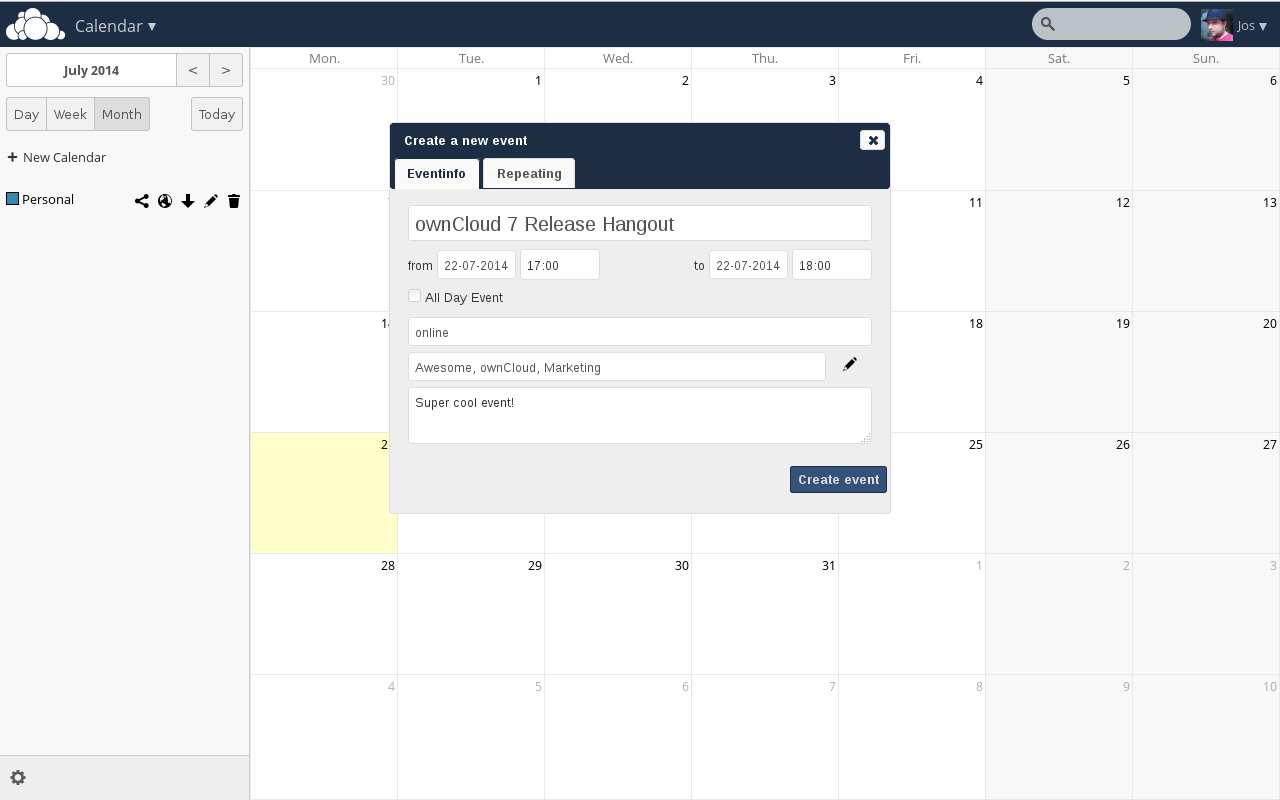 Calendar ▾
Jos ▾
July 2014 < >
Day Week Month Today
+ New Calendar
Personal
Mon. Tue. Wed. Thu. Fri. Sat. Sun.
30 1 2 3 4 5 6
Create a new event
Eventinfo Repeating
11 12 13
ownCloud 7 Release Hangout
from 22-07-2014 17:00 to 22-07-2014 18:00
All Day Event
18 19 20
online
Awesome, ownCloud, Marketing
Super cool event!
25 26 27
Create event
28 29 30 31 1 2 3
4 5 6 7 8 9 10